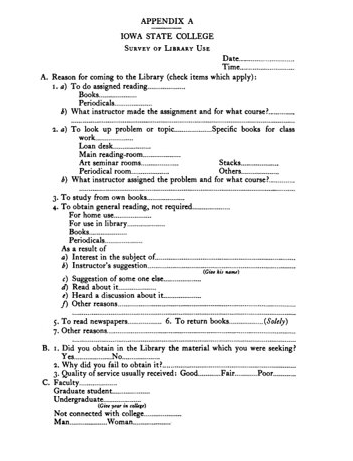 APPENDIX A
IOWA STATE COLLEGE
Survey of Library Use
Date....................
Time....................
A. Reason for coming to the Library (check items which apply):
1. a) To do assigned reading....................
Books....................
Periodicals....................
b) What instructor made the assignment and for what course?..............
....................
2. a) To look up problem or topic....................Specific books for class
work....................
Loan desk....................
Main reading-room....................
Art seminar rooms.................... Stacks....................
Periodical room.................... Others....................
b) What instructor assigned the problem and for what course?..............
....................
3. To study from own books....................
4. To obtain general reading, not required....................
For home use....................
For use in library....................
Books....................
Periodicals....................
As a result of
a) Interest in the subject of....................
b) Instructor's suggestion....................
(Give his name)
c) Suggestion of some one else....................
d) Read about it....................
e) Heard a discussion about it....................
f) Other reasons....................
....................
5. To read newspapers.................... 6. To return books....................(Solely)
7. Other reasons....................
....................
B. 1. Did you obtain in the Library the material which you were seeking?
Yes....................No....................
2. Why did you fail to obtain it?....................
3. Quality of service usually received: Good............Fair............Poor............
C. Faculty....................
Graduate student....................
Undergraduate....................
(Give year in college)
Not connected with college....................
Man....................Woman....................